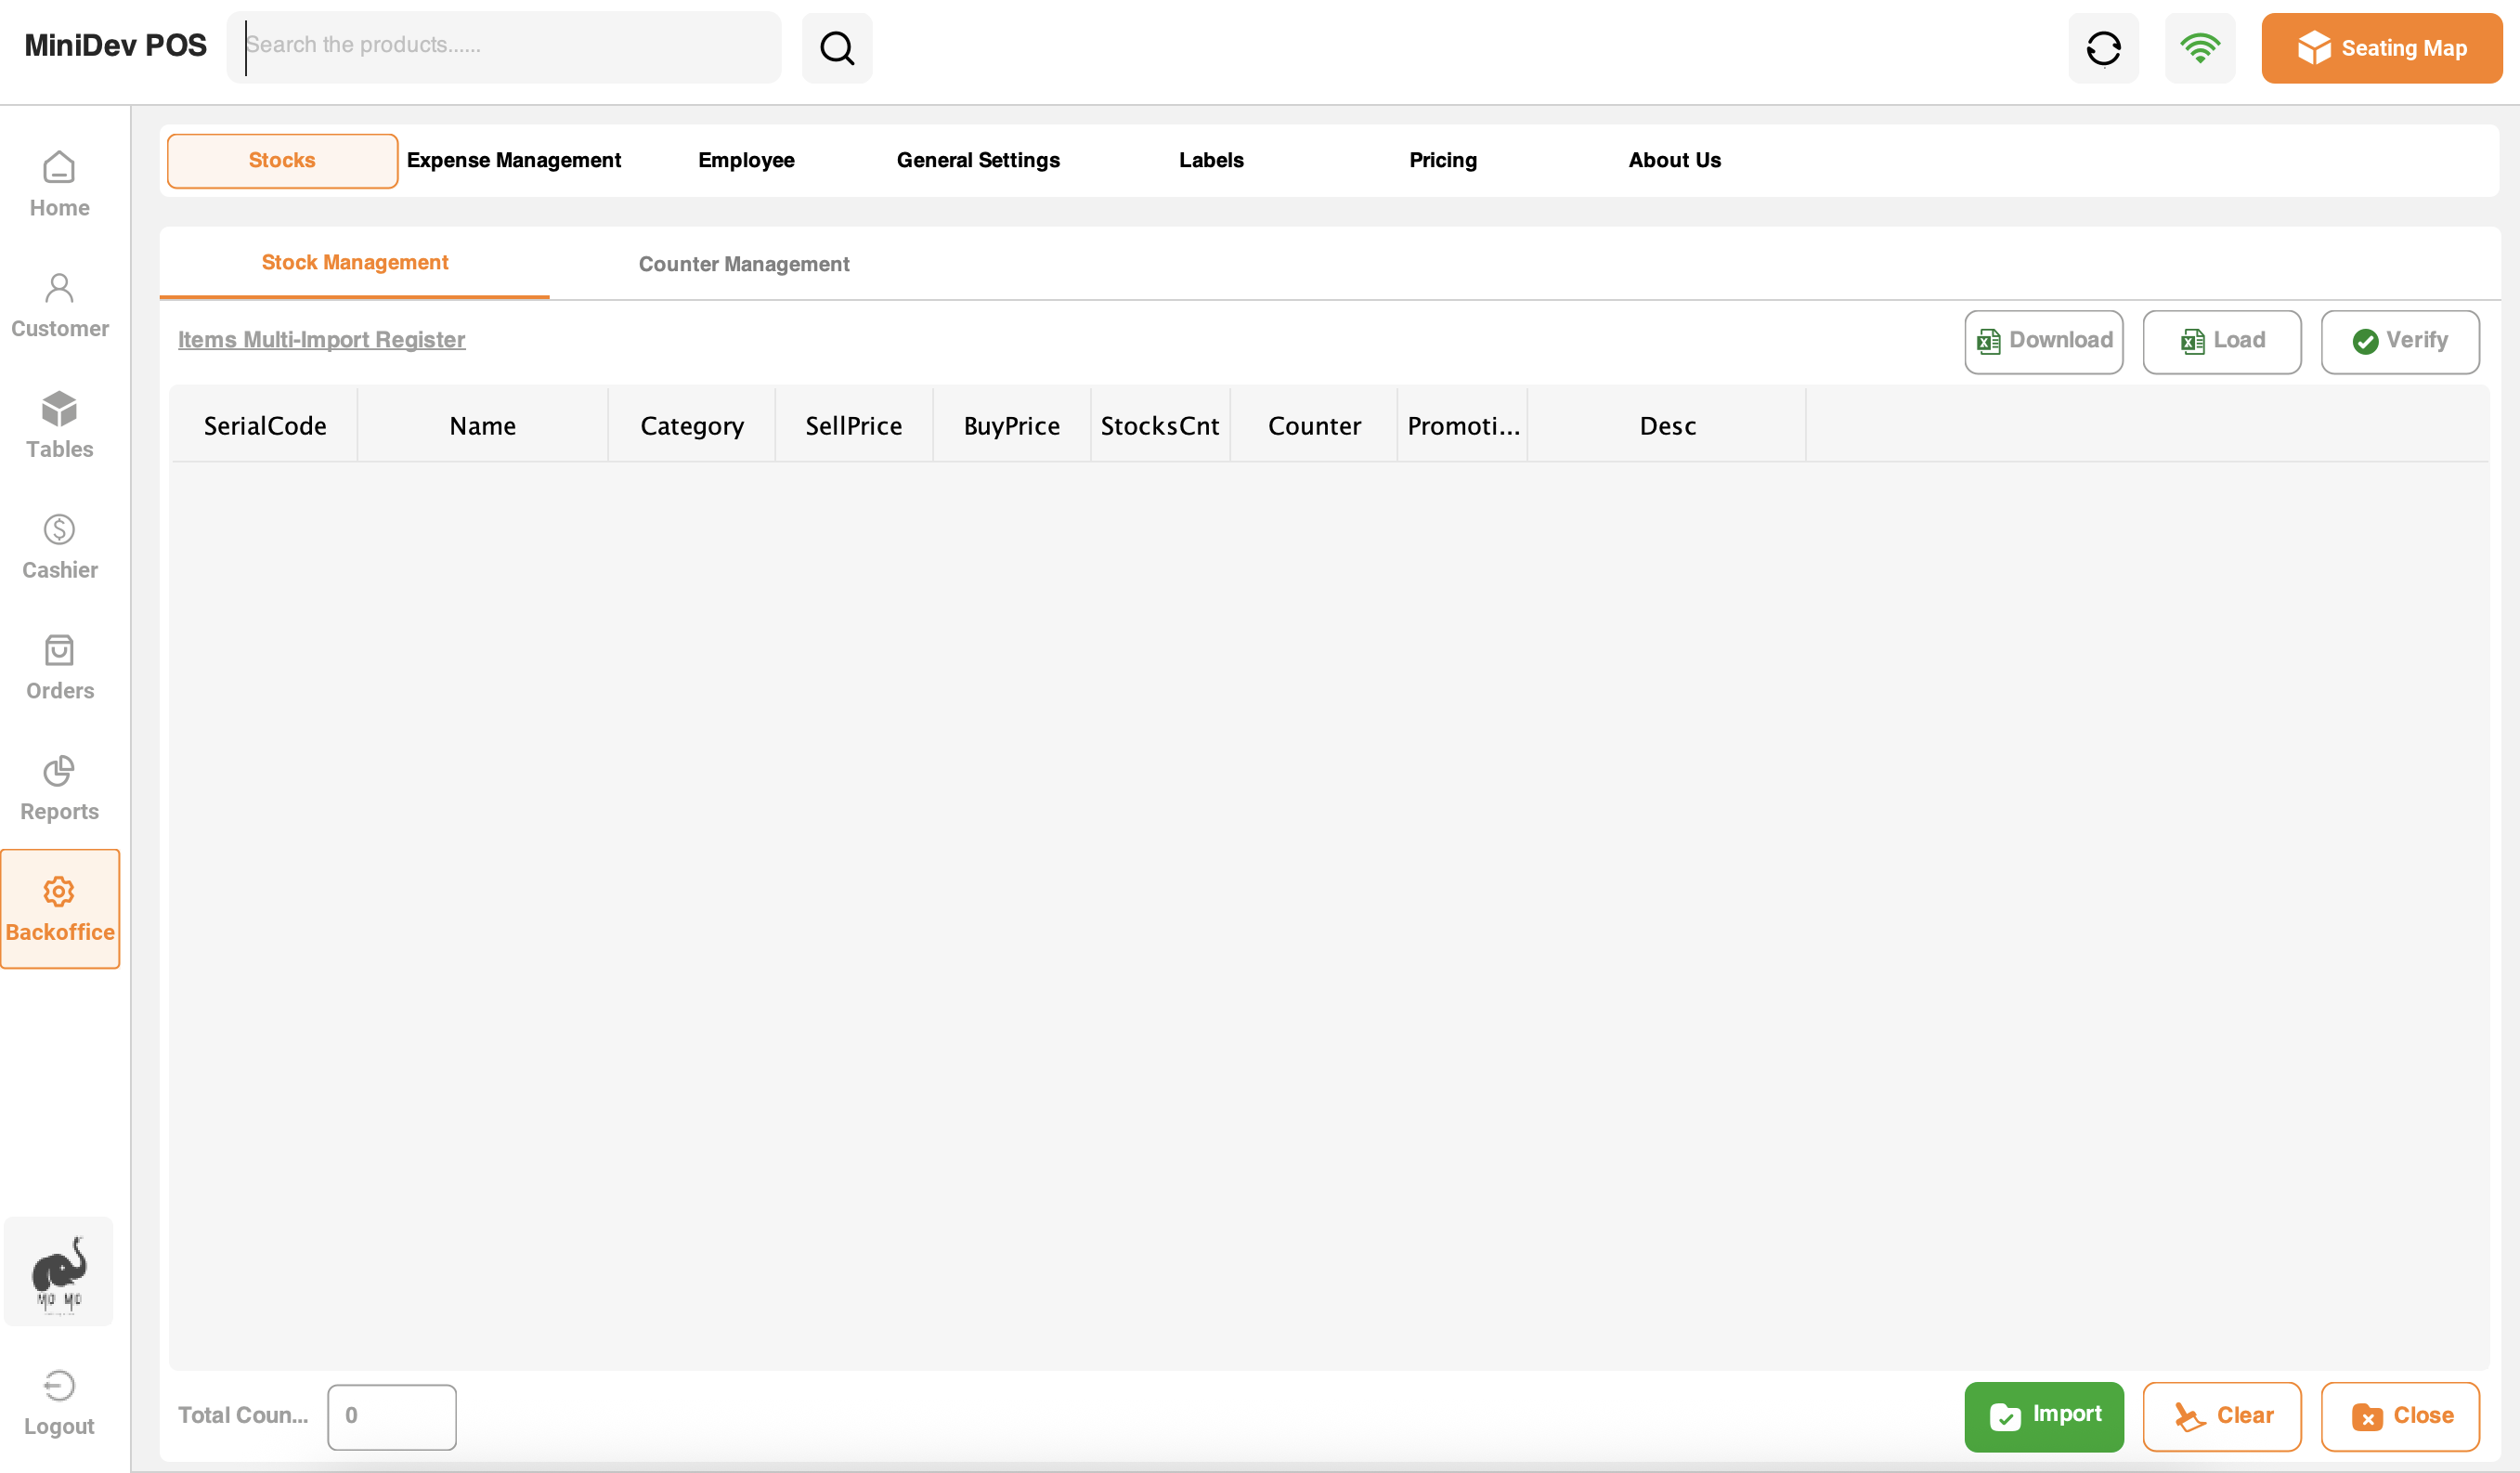 MiniDev POS
Search the products......
Seating Map
Home
Customer
Tables
Cashier
Orders
Reports
Backoffice
Logout
Stocks
Expense Management
Employee
General Settings
Labels
Pricing
About Us
Stock Management
Counter Management
Items Multi-Import Register
Download
Load
Verify
SerialCode
Name
Category
SellPrice
BuyPrice
StocksCnt
Counter
Promoti...
Desc
Total Coun...
0
Import
Clear
Close